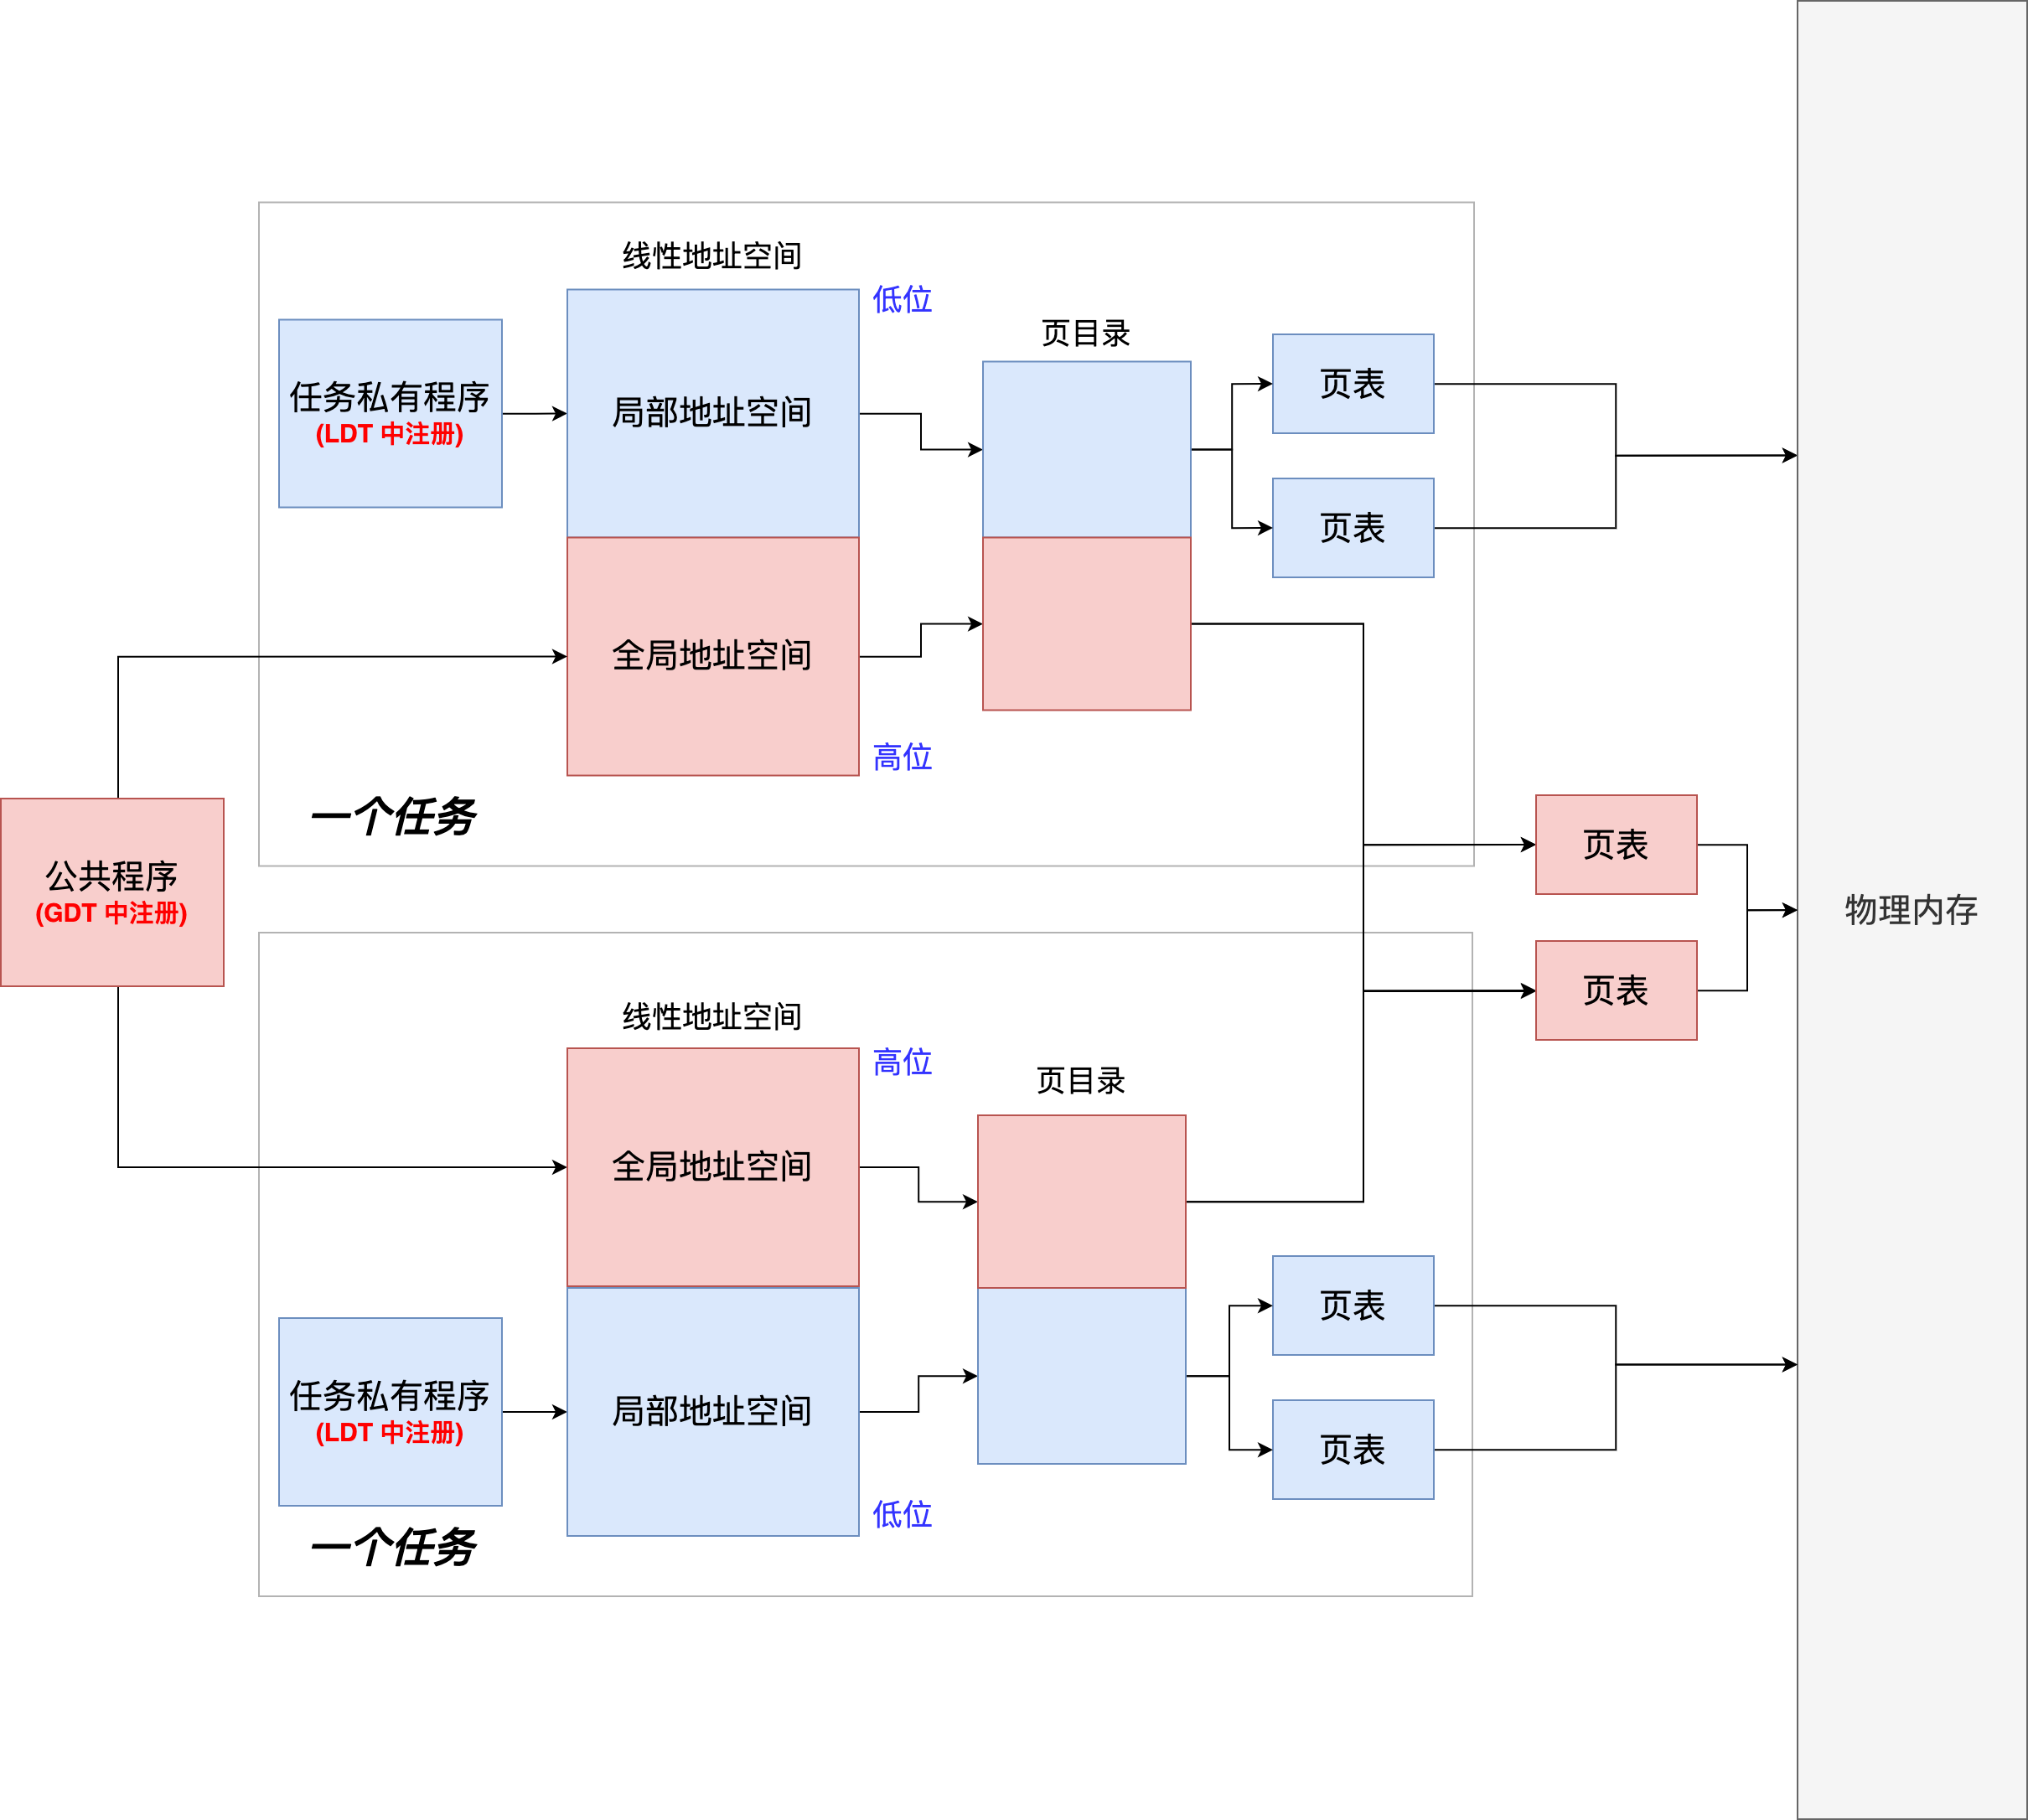 线性地址空间
低位
页目录
任务私有程序
(LDT 中注册)
局部地址空间
页表
页表
全局地址空间
高位
一个任务
公共程序
(GDT 中注册)
页表
页表
物理内存
线性地址空间
高位
页目录
全局地址空间
页表
任务私有程序
(LDT 中注册)
局部地址空间
页表
低位
一个任务